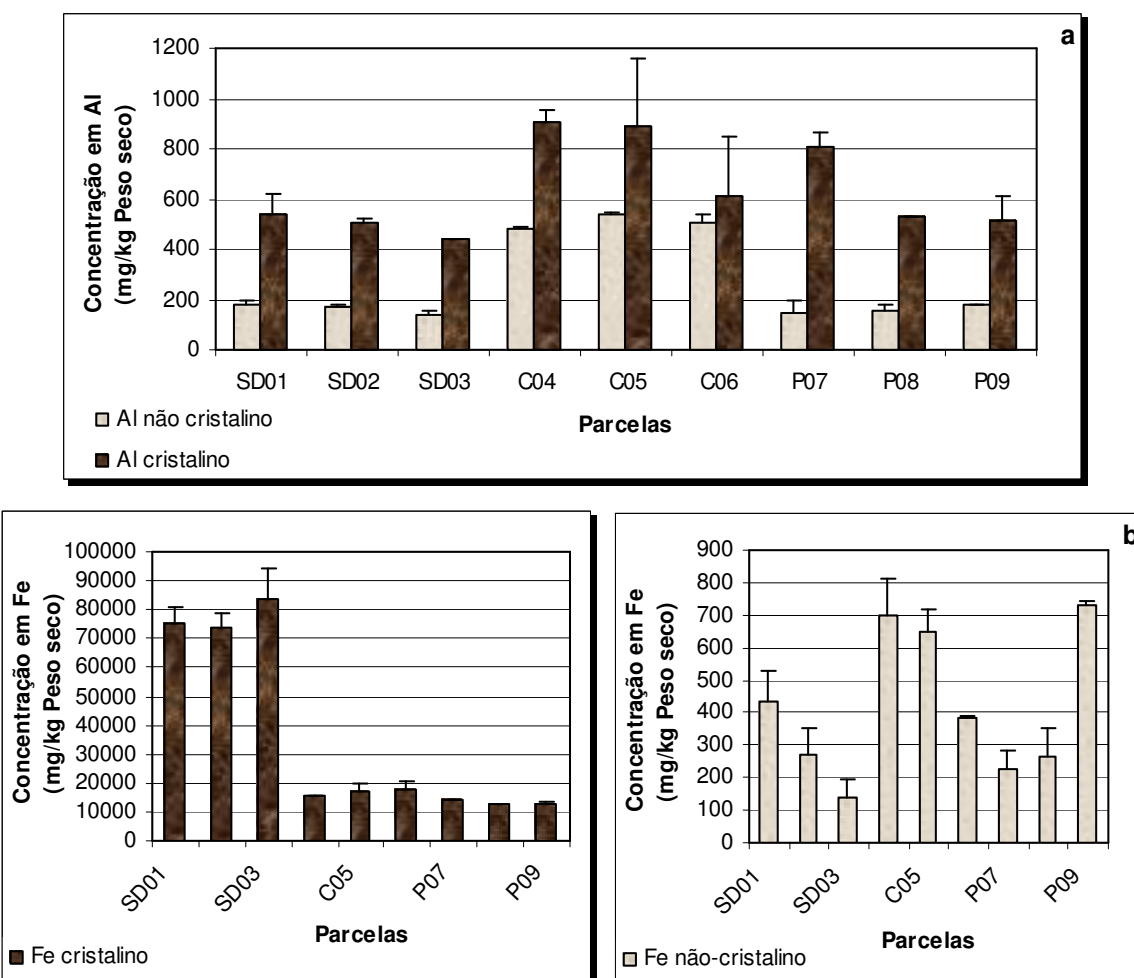 a
Concentração em Al
(mg/kg Peso seco)
1200
1000
800
600
400
200
0
SD01 SD02 SD03 C04 C05 C06 P07 P08 P09
Parcelas
Al não cristalino
Al cristalino
Concentração em Fe
(mg/kg Peso seco)
100000
90000
80000
70000
60000
50000
40000
30000
20000
10000
0
SD01 SD03 C05 P07 P09
Parcelas
Fe cristalino
b
Concentração em Fe
(mg/kg Peso seco)
900
800
700
600
500
400
300
200
100
0
SD01 SD03 C05 P07 P09
Parcelas
Fe não-cristalino